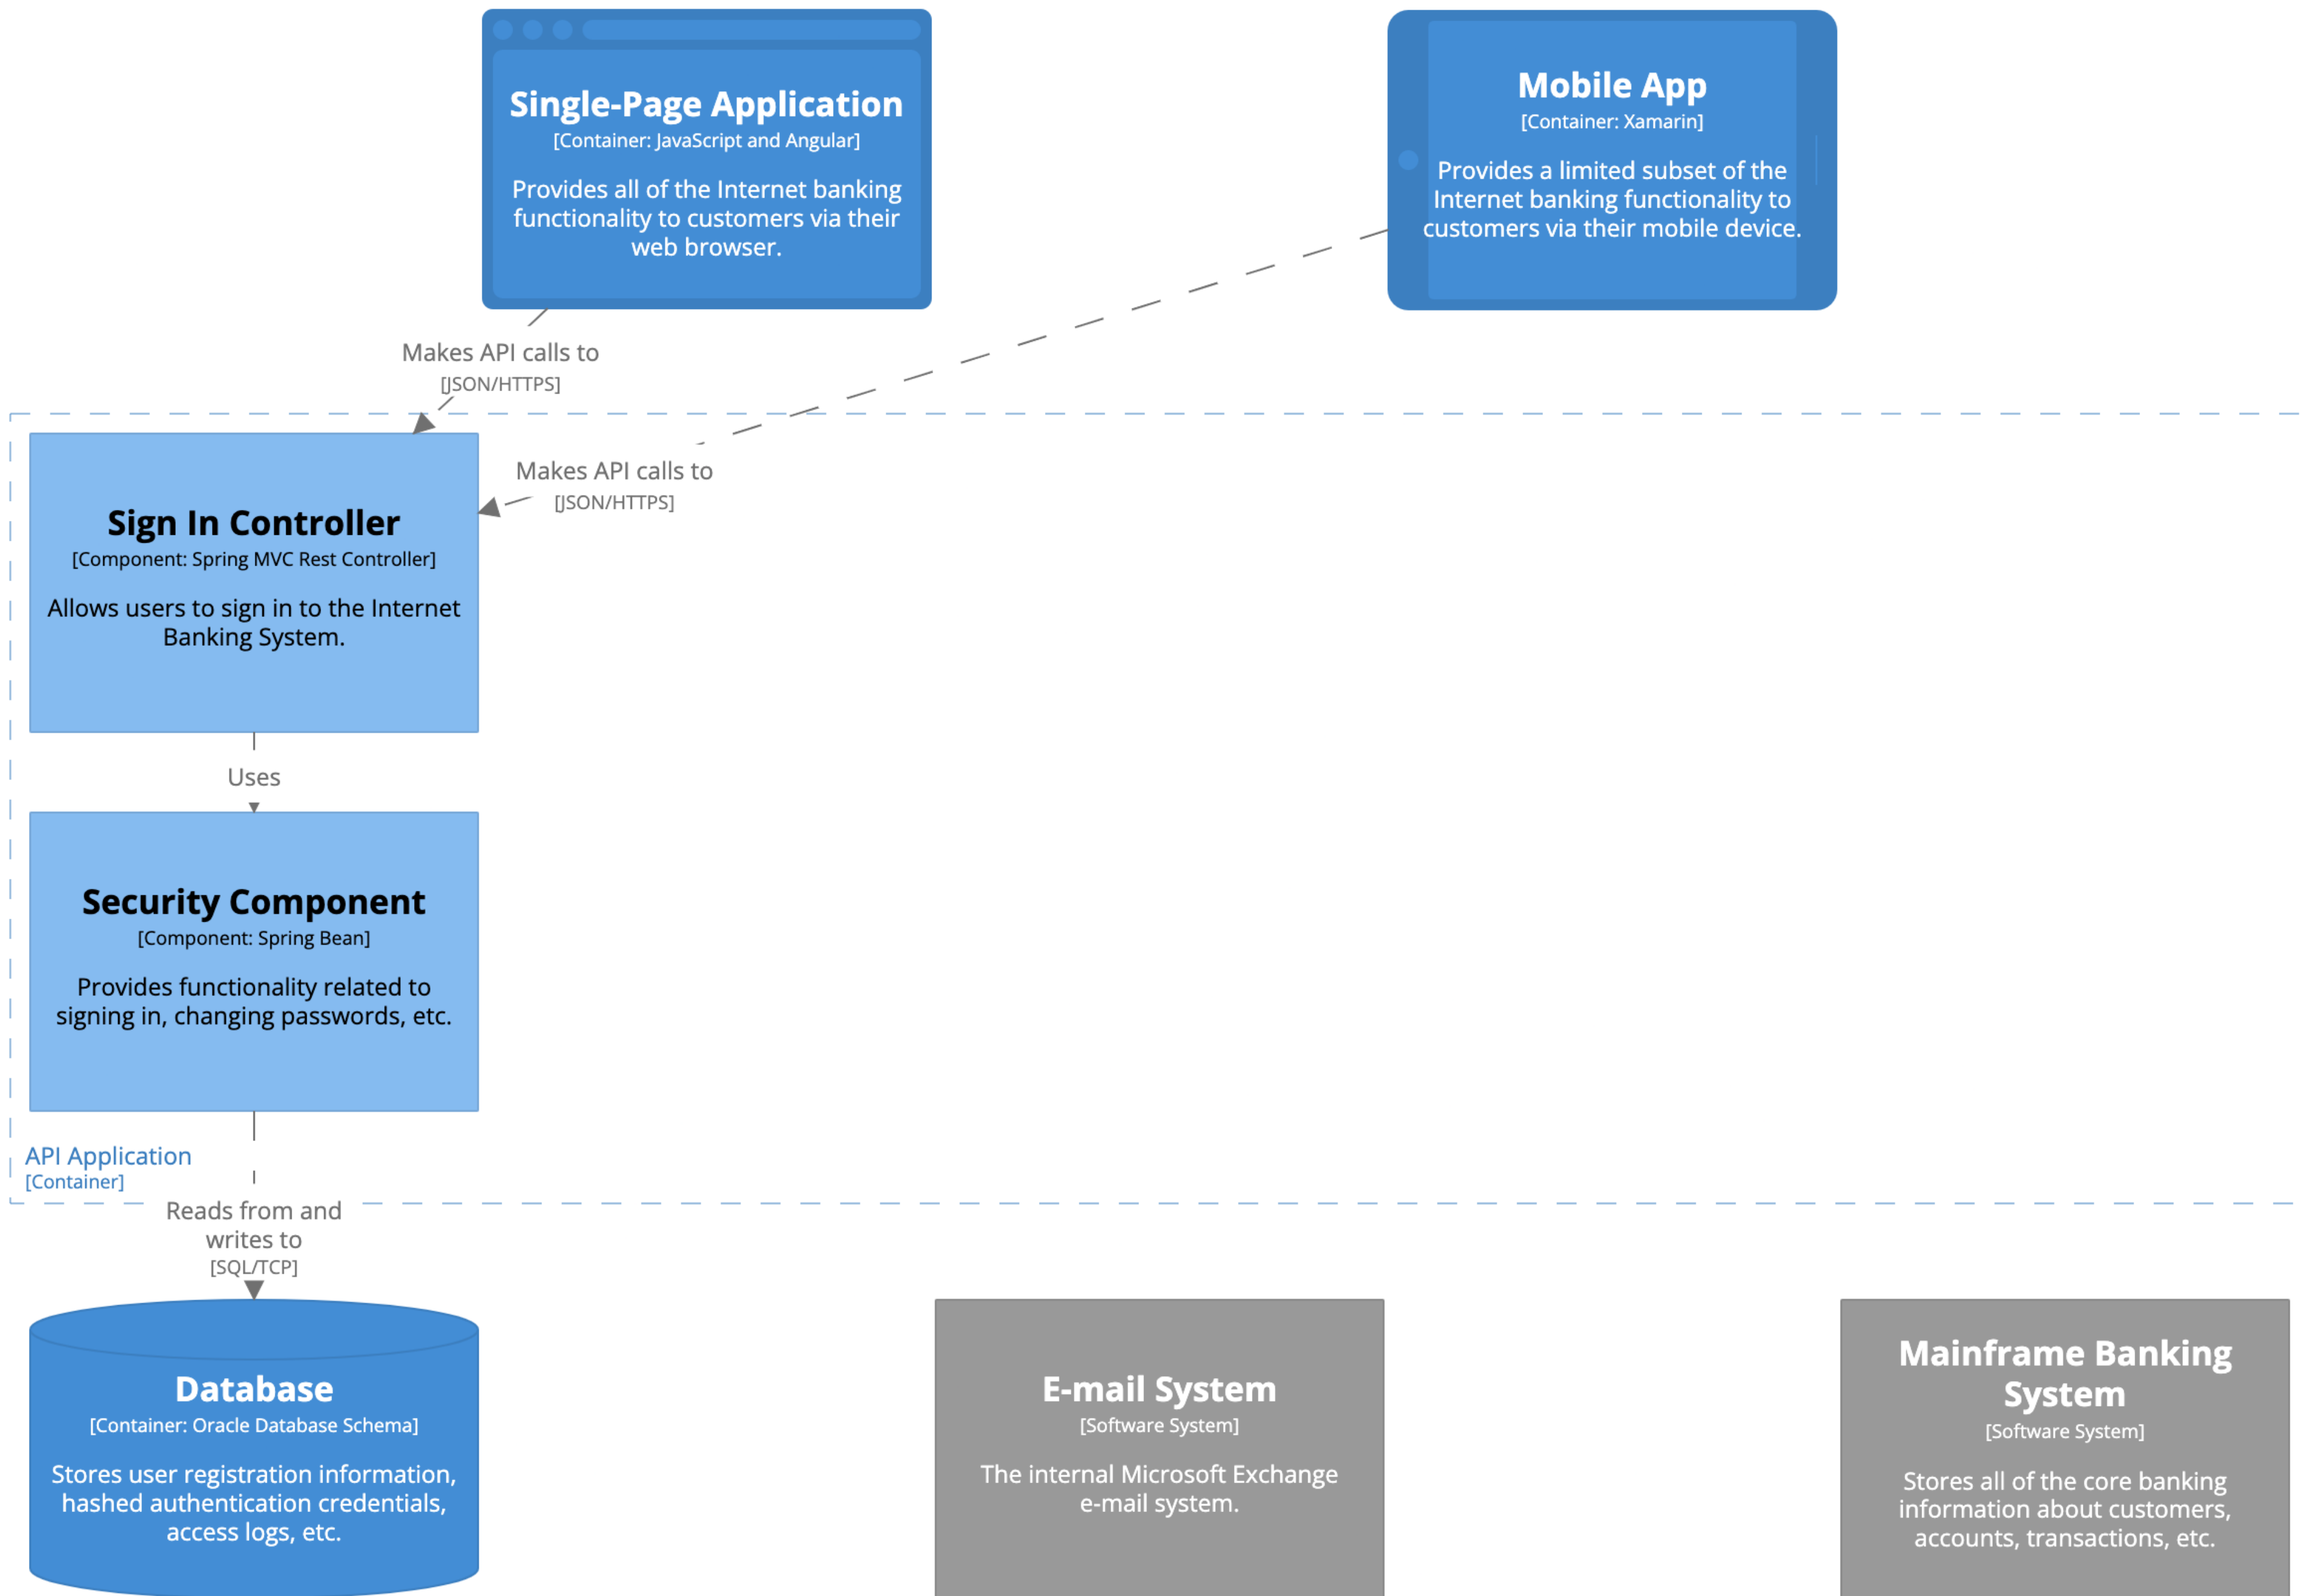 Single-Page Application
[Container: JavaScript and Angular]
Provides all of the Internet banking
functionality to customers via their
web browser.
Mobile App
[Container: Xamarin]
Provides a limited subset of the
Internet banking functionality to
customers via their mobile device.
Makes API calls to
[JSON/HTTPS]
Makes API calls to
[JSON/HTTPS]
Sign In Controller
[Component: Spring MVC Rest Controller]
Allows users to sign in to the Internet
Banking System.
Uses
Security Component
[Component: Spring Bean]
Provides functionality related to
signing in, changing passwords, etc.
API Application
[Container]
Reads from and
writes to
[SQL/TCP]
Database
[Container: Oracle Database Schema]
Stores user registration information,
hashed authentication credentials,
access logs, etc.
E-mail System
[Software System]
The internal Microsoft Exchange
e-mail system.
Mainframe Banking
System
[Software System]
Stores all of the core banking
information about customers,
accounts, transactions, etc.